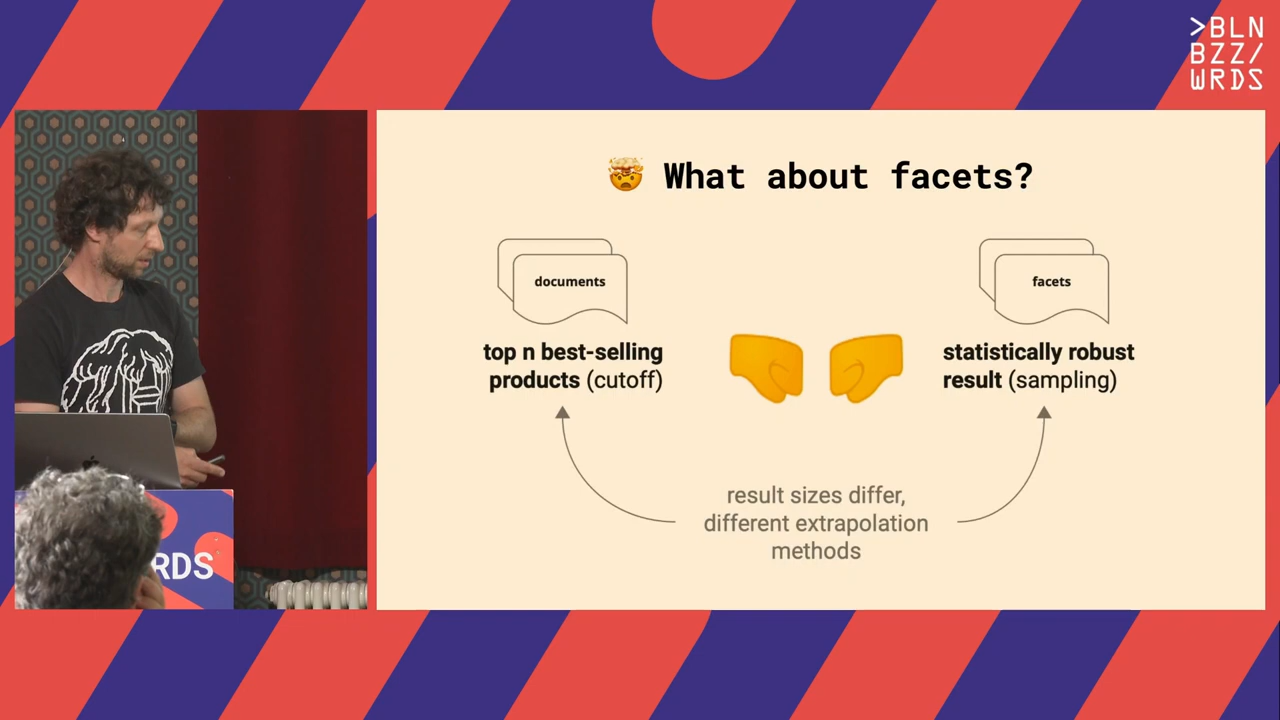 >BLN
BZZ/
WRDS
🤯 What about facets?
documents
facets
top n best-selling
products (cutoff)
statistically robust
result (sampling)
result sizes differ,
different extrapolation
methods
RDS